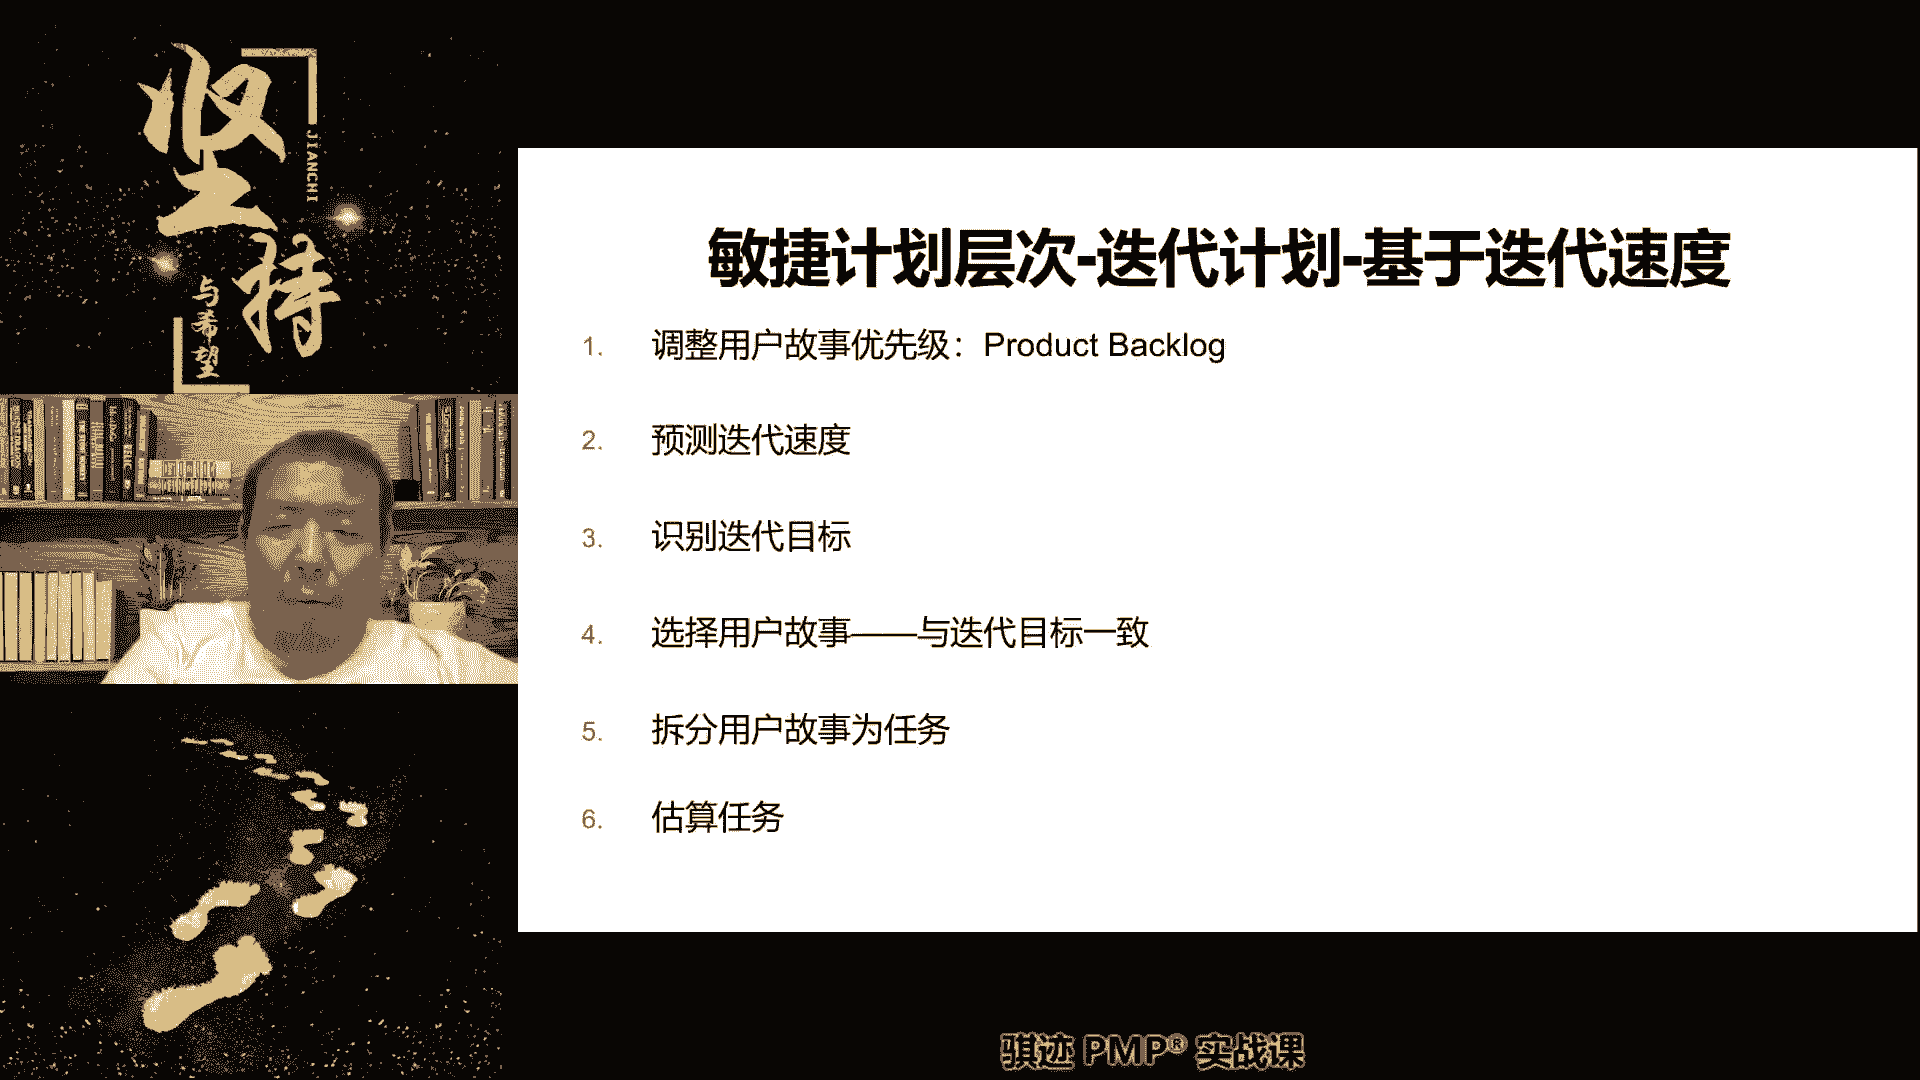 坚持
JIANCHI
与希望
敏捷计划层次-迭代计划-基于迭代速度
1. 调整用户故事优先级：Product Backlog
2. 预测迭代速度
3. 识别迭代目标
4. 选择用户故事——与迭代目标一致
5. 拆分用户故事为任务
6. 估算任务
骐迹 PMP® 实战课